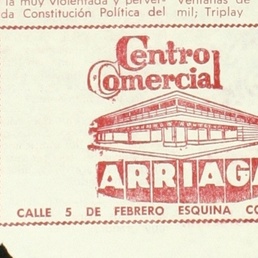 la muy violentada y perver- Ventanas de
da Constitución Política del mil; Triplay
Centro
Comercial
ARRIAGA
CALLE 5 DE FEBRERO ESQUINA CO